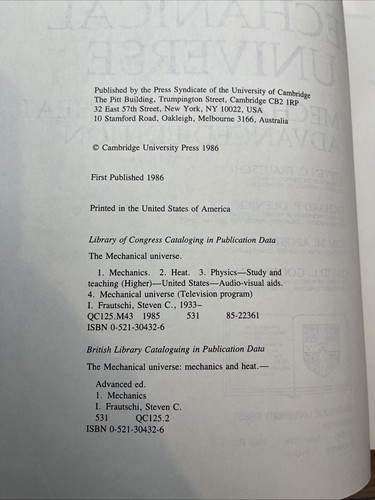 Published by the Press Syndicate of the University of Cambridge
The Pitt Building, Trumpington Street, Cambridge CB2 1RP
32 East 57th Street, New York, NY 10022, USA
10 Stamford Road, Oakleigh, Melbourne 3166, Australia
© Cambridge University Press 1986
First Published 1986
Printed in the United States of America
Library of Congress Cataloging in Publication Data
The Mechanical universe.
1. Mechanics. 2. Heat. 3. Physics—Study and
teaching (Higher)—United States—Audio-visual aids.
4. Mechanical universe (Television program)
I. Frautschi, Steven C., 1933–
QC125.M43 1985 531 85-22361
ISBN 0-521-30432-6
British Library Cataloguing in Publication Data
The Mechanical universe: mechanics and heat.—
Advanced ed.
1. Mechanics
I. Frautschi, Steven C.
531 QC125.2
ISBN 0-521-30432-6